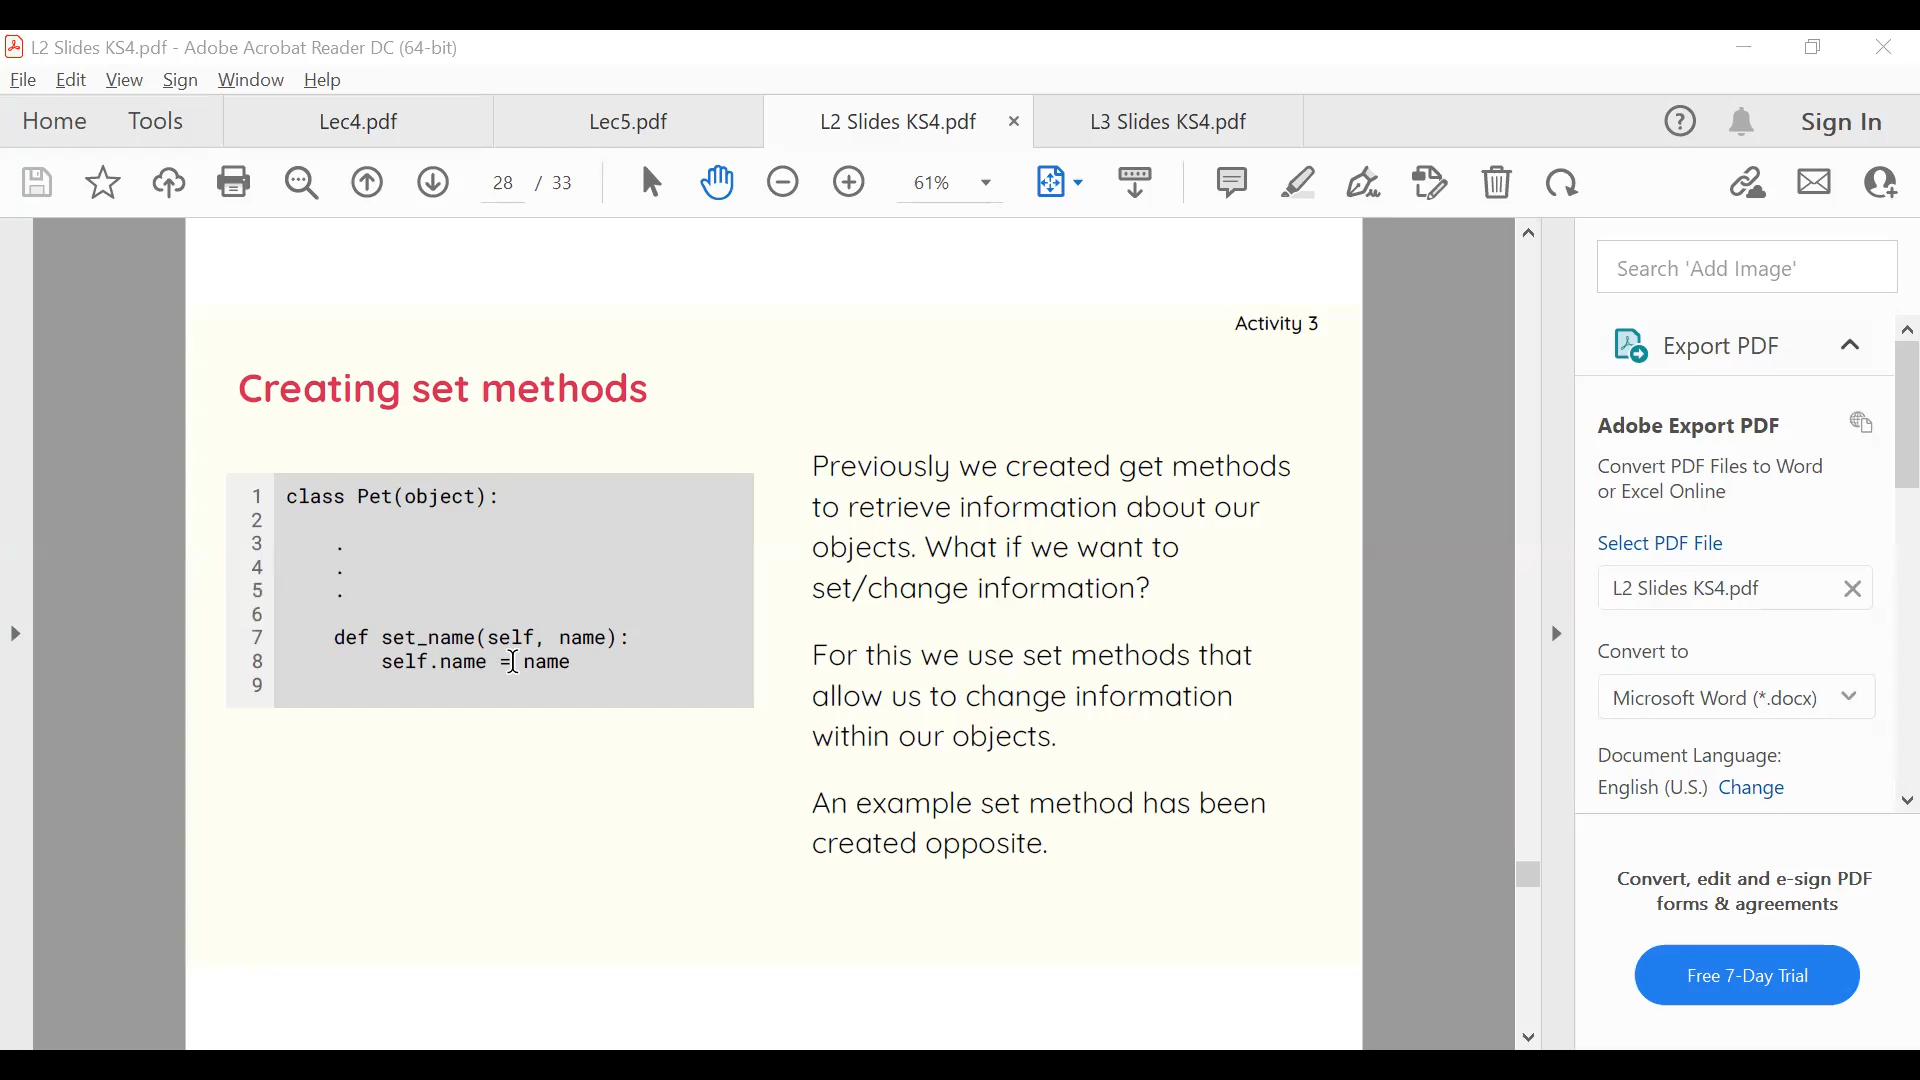 L2 Slides KS4.pdf - Adobe Acrobat Reader DC (64-bit)
File Edit View Sign Window Help
Home Tools Lec4.pdf Lec5.pdf L2 Slides KS4.pdf × L3 Slides KS4.pdf ? Sign In
28 / 33 61%
Activity 3
Creating set methods
1 class Pet(object):
2
3 .
4 .
5 .
6
7 def set_name(self, name):
8 self.name = name
9
Previously we created get methods
to retrieve information about our
objects. What if we want to
set/change information?
For this we use set methods that
allow us to change information
within our objects.
An example set method has been
created opposite.
Search 'Add Image'
Export PDF
Adobe Export PDF
Convert PDF Files to Word
or Excel Online
Select PDF File
L2 Slides KS4.pdf
Convert to
Microsoft Word (*.docx)
Document Language:
English (U.S.) Change
Convert, edit and e-sign PDF
forms & agreements
Free 7-Day Trial